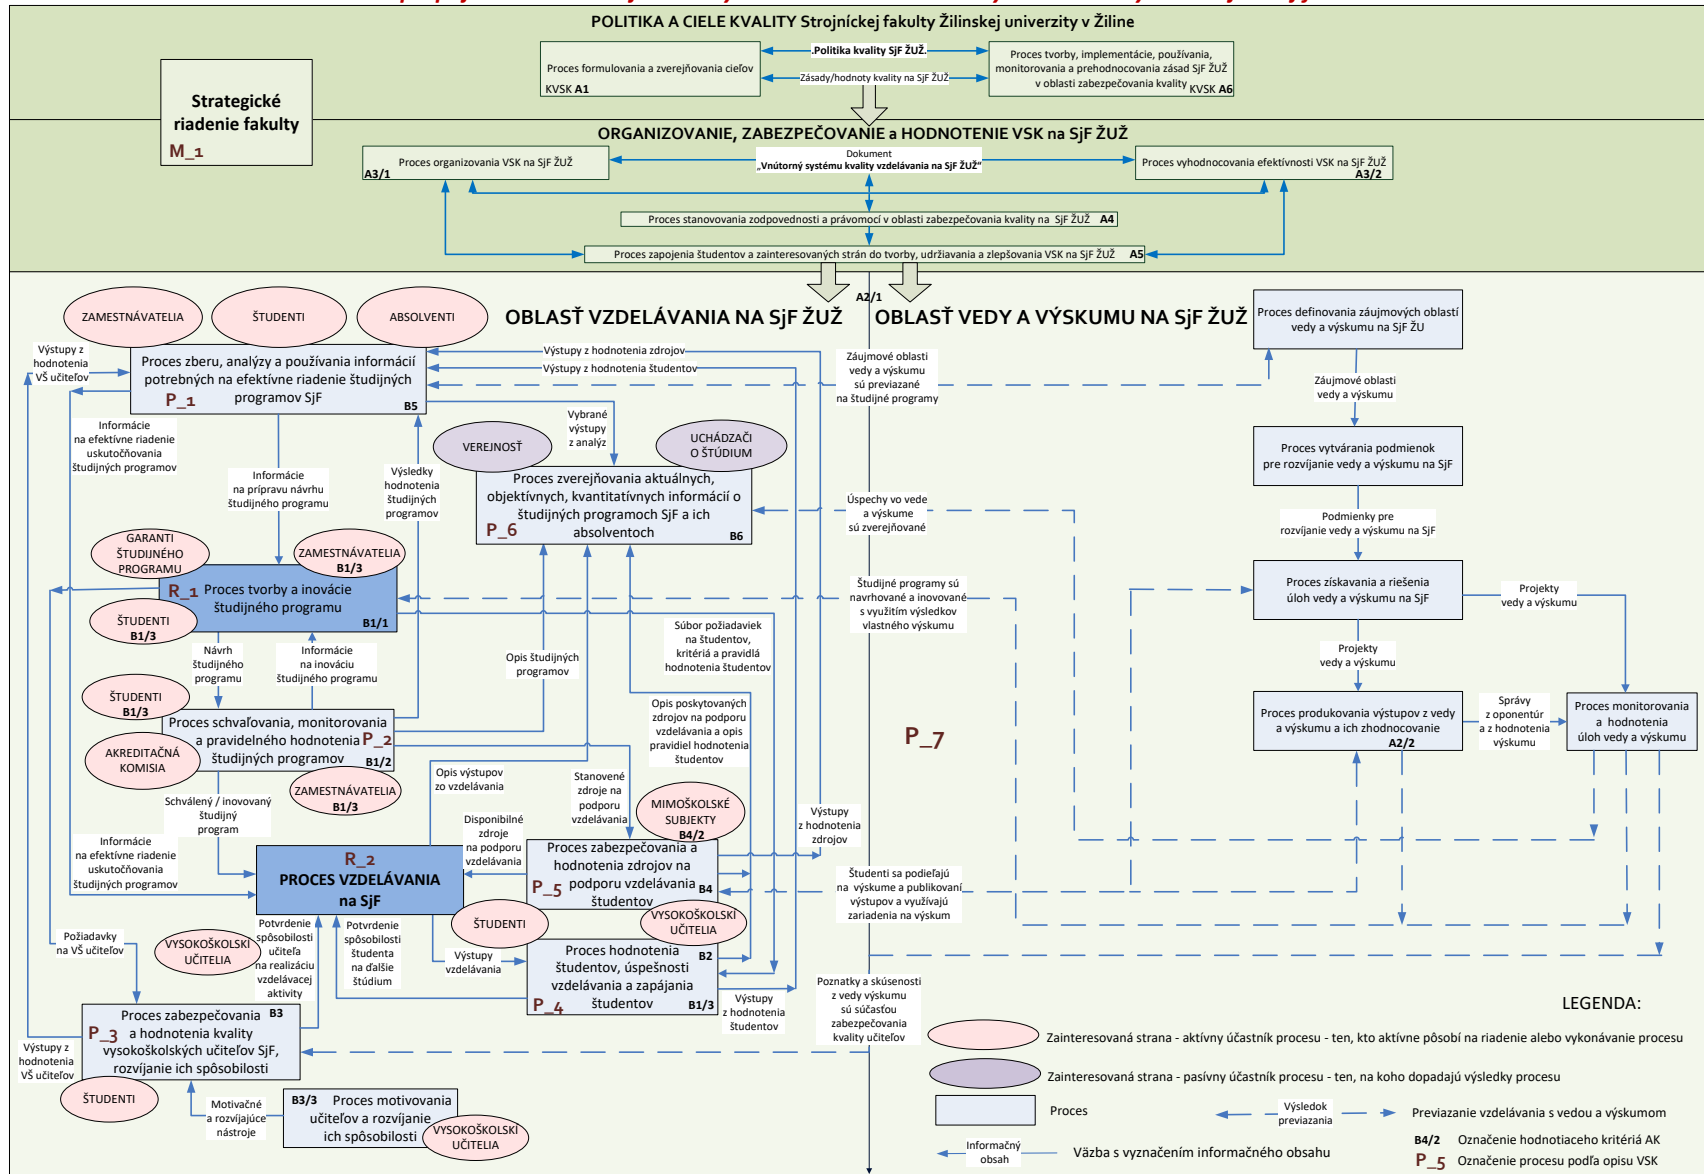 POLITIKA A CIELE KVALITY Strojníckej fakulty Žilinskej univerzity v Žiline
Proces formulovania a zverejňovania cieľov
KVSK A1
.Politika kvality SjF ŽUŽ.
Zásady/hodnoty kvality na SjF ŽUŽ
Proces tvorby, implementácie, používania,
monitorovania a prehodnocovania zásad SjF ŽUŽ
v oblasti zabezpečovania kvality
KVSK A6
Strategické
riadenie fakulty
M_1
ORGANIZOVANIE, ZABEZPEČOVANIE a HODNOTENIE VSK na SjF ŽUŽ
Proces organizovania VSK na SjF ŽUŽ
A3/1
Dokument
„Vnútorný systému kvality vzdelávania na SjF ŽUŽ"
Proces vyhodnocovania efektívnosti VSK na SjF ŽUŽ
A3/2
Proces stanovovania zodpovednosti a právomocí v oblasti zabezpečovania kvality na SjF ŽUŽ A4
Proces zapojenia študentov a zainteresovaných strán do tvorby, udržiavania a zlepšovania VSK na SjF ŽUŽ A5
A2/1
OBLASŤ VZDELÁVANIA NA SjF ŽUŽ
OBLASŤ VEDY A VÝSKUMU NA SjF ŽUŽ
ZAMESTNÁVATELIA
ŠTUDENTI
ABSOLVENTI
Výstupy z
hodnotenia
VŠ učiteľov
Proces zberu, analýzy a používania informácií
potrebných na efektívne riadenie študijných
programov SjF
P_1
B5
Výstupy z hodnotenia zdrojov
Výstupy z hodnotenia študentov
Záujmové oblasti
vedy a výskumu
sú previazané
na študijné programy
Proces definovania záujmových oblastí
vedy a výskumu na SjF ŽU
Záujmové oblasti
vedy a výskumu
Informácie
na efektívne riadenie
uskutočňovania
študijných programov
Informácie
na prípravu návrhu
študijného programu
Výsledky
hodnotenia
študijných
programov
Vybrané
výstupy
z analýz
VEREJNOSŤ
UCHÁDZAČI
O ŠTÚDIUM
Proces zverejňovania aktuálnych,
objektívnych, kvantitatívnych informácií o
študijných programoch SjF a ich
absolventoch
P_6
B6
Úspechy vo vede
a výskume
sú zverejňované
Proces vytvárania podmienok
pre rozvíjanie vedy a výskumu na SjF
Podmienky pre
rozvíjanie vedy a výskumu na SjF
GARANTI
ŠTUDIJNÉHO
PROGRAMU
ZAMESTNÁVATELIA
B1/3
R_1
Proces tvorby a inovácie
študijného programu
B1/1
ŠTUDENTI
B1/3
Študijné programy sú
navrhované a inovované
s využitím výsledkov
vlastného výskumu
Proces získavania a riešenia
úloh vedy a výskumu na SjF
Projekty
vedy a výskumu
Projekty
vedy a výskumu
Návrh
študijného
programu
Informácie
na inováciu
študijného programu
Opis študijných
programov
Súbor požiadaviek
na študentov,
kritériá a pravidlá
hodnotenia študentov
ŠTUDENTI
B1/3
Proces schvaľovania, monitorovania
a pravidelného hodnotenia
študijných programov
P_2
B1/2
AKREDITAČNÁ
KOMISIA
ZAMESTNÁVATELIA
B1/3
Opis poskytovaných
zdrojov na podporu
vzdelávania a opis
pravidiel hodnotenia
študentov
P_7
Proces produkovania výstupov z vedy
a výskumu a ich zhodnocovanie
A2/2
Správy
z oponentúr
a z hodnotenia
výskumu
Proces monitorovania
a hodnotenia
úloh vedy a výskumu
Opis výstupov
zo vzdelávania
Stanovené
zdroje na
podporu
vzdelávania
Schválený / inovovaný
študijný
program
MIMOŠKOLSKÉ
SUBJEKTY
B4/2
Výstupy
z hodnotenia
zdrojov
Disponibilné
zdroje
na podporu
vzdelávania
Informácie
na efektívne riadenie
uskutočňovania
študijných programov
R_2
PROCES VZDELÁVANIA
na SjF
Proces zabezpečovania a
hodnotenia zdrojov na
podporu vzdelávania
študentov
P_5
B4
Študenti sa podieľajú
na výskume a publikovaní
výstupov a využívajú
zariadenia na výskum
ŠTUDENTI
VYSOKOŠKOLSKÍ
UČITELIA
Požiadavky
na VŠ učiteľov
VYSOKOŠKOLSKÍ
UČITELIA
Potvrdenie
spôsobilosti
učiteľa
na realizáciu
vzdelávacej
aktivity
Potvrdenie
spôsobilosti
študenta
na ďalšie
štúdium
Výstupy
vzdelávania
Proces hodnotenia
študentov, úspešnosti
vzdelávania a zapájania
študentov
P_4
B2
B1/3
Výstupy
z hodnotenia
študentov
Poznatky a skúsenosti
z vedy výskumu
sú súčasťou
zabezpečovania
kvality učiteľov
Proces zabezpečovania
a hodnotenia kvality
vysokoškolských učiteľov SjF,
rozvíjanie ich spôsobilosti
P_3
B3
Výstupy z
hodnotenia
VŠ učiteľov
ŠTUDENTI
Motivačné
a rozvíjajúce
nástroje
B3/3
Proces motivovania
učiteľov a rozvíjanie
ich spôsobilosti
VYSOKOŠKOLSKÍ
UČITELIA
LEGENDA:
Zainteresovaná strana - aktívny účastník procesu - ten, kto aktívne pôsobí na riadenie alebo vykonávanie procesu
Zainteresovaná strana - pasívny účastník procesu - ten, na koho dopadajú výsledky procesu
Proces
Výsledok
previazania
Previazanie vzdelávania s vedou a výskumom
Informačný
obsah
Väzba s vyznačením informačného obsahu
B4/2 Označenie hodnotiaceho kritériá AK
P_5 Označenie procesu podľa opisu VSK